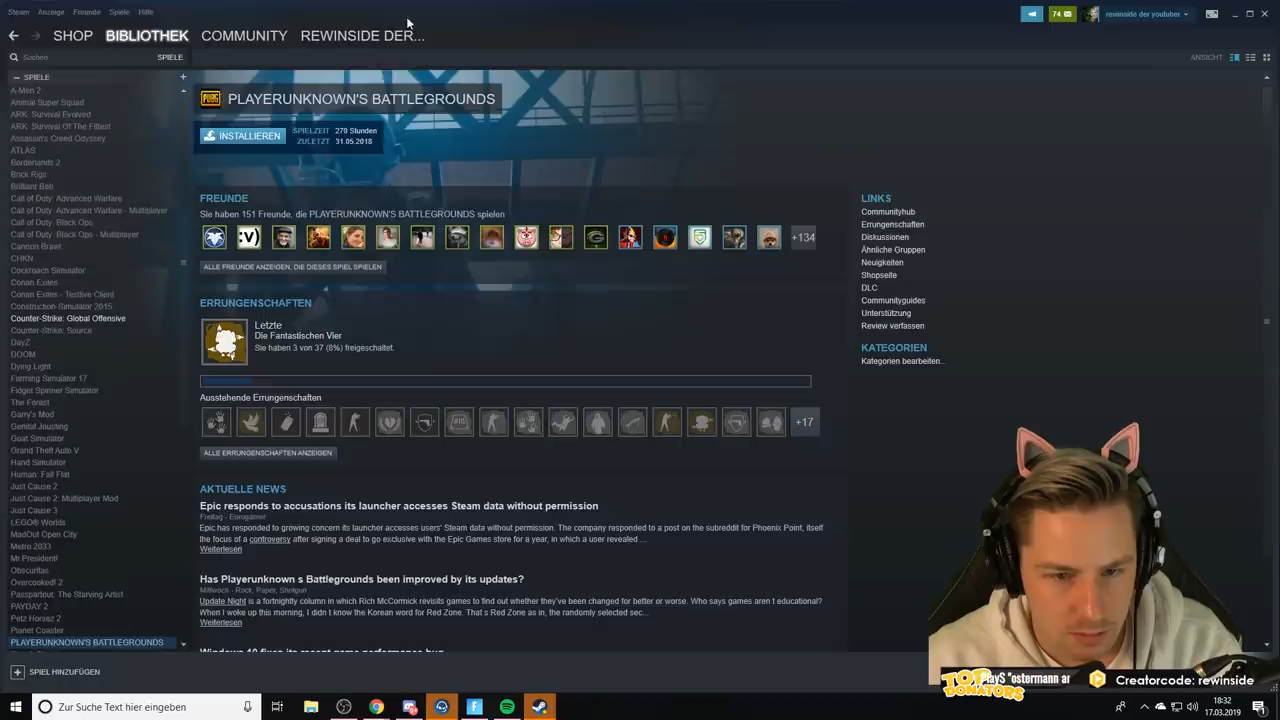 Steam Anzeige Freunde Spiele Hilfe
74 rewinside der youtuber
SHOP BIBLIOTHEK COMMUNITY REWINSIDE DER...
Suchen SPIELE
ANSICHT
SPIELE
A-Men 2
Animal Super Squad
ARK: Survival Evolved
ARK: Survival Of The Fittest
Assassin's Creed Odyssey
ATLAS
Borderlands 2
Brick Rigs
Brilliant Bob
Call of Duty: Advanced Warfare
Call of Duty: Advanced Warfare - Multiplayer
Call of Duty: Black Ops
Call of Duty: Black Ops - Multiplayer
Cannon Brawl
CHKN
Cockroach Simulator
Conan Exiles
Conan Exiles - Testlive Client
Construction-Simulator 2015
Counter-Strike: Global Offensive
Counter-Strike: Source
DayZ
DOOM
Dying Light
Farming Simulator 17
Fidget Spinner Simulator
The Forest
Garry's Mod
Genital Jousting
Goat Simulator
Grand Theft Auto V
Hand Simulator
Human: Fall Flat
Just Cause 2
Just Cause 2: Multiplayer Mod
Just Cause 3
LEGO® Worlds
MadOut Open City
Metro 2033
Mr.President!
Obscuritas
Overcooked! 2
Passpartout: The Starving Artist
PAYDAY 2
Petz Horsez 2
Planet Coaster
PLAYERUNKNOWN'S BATTLEGROUNDS
SPIEL HINZUFÜGEN
PUBG PLAYERUNKNOWN'S BATTLEGROUNDS
INSTALLIEREN
SPIELZEIT 270 Stunden
ZULETZT 31.05.2018
FREUNDE
Sie haben 151 Freunde, die PLAYERUNKNOWN'S BATTLEGROUNDS spielen
+134
ALLE FREUNDE ANZEIGEN, DIE DIESES SPIEL SPIELEN
ERRUNGENSCHAFTEN
Letzte
Die Fantastischen Vier
Sie haben 3 von 37 (8%) freigeschaltet.
Ausstehende Errungenschaften
+17
ALLE ERRUNGENSCHAFTEN ANZEIGEN
AKTUELLE NEWS
Epic responds to accusations its launcher accesses Steam data without permission
Freitag - Eurogamer
Epic has responded to growing concern its launcher accesses users' Steam data without permission. The company responded to a post on the subreddit for Phoenix Point, itself
the focus of a controversy after signing a deal to go exclusive with the Epic Games store for a year, in which a user revealed ...
Weiterlesen
Has Playerunknown s Battlegrounds been improved by its updates?
Mittwoch - Rock, Paper, Shotgun
Update Night is a fortnightly column in which Rich McCormick revisits games to find out whether they've been changed for better or worse. Who says games aren t educational?
When I woke up this morning, I didn t know the Korean word for Red Zone. That s Red Zone as in, the randomly selected sec...
Weiterlesen
LINKS
Communityhub
Errungenschaften
Diskussionen
Ähnliche Gruppen
Neuigkeiten
Shopseite
DLC
Communityguides
Unterstützung
Review verfassen
KATEGORIEN
Kategorien bearbeiten...
TOP DONATORS
PlayS "ostermann ar
Creatorcode: rewinside
Zur Suche Text hier eingeben
18:32
17.03.2019